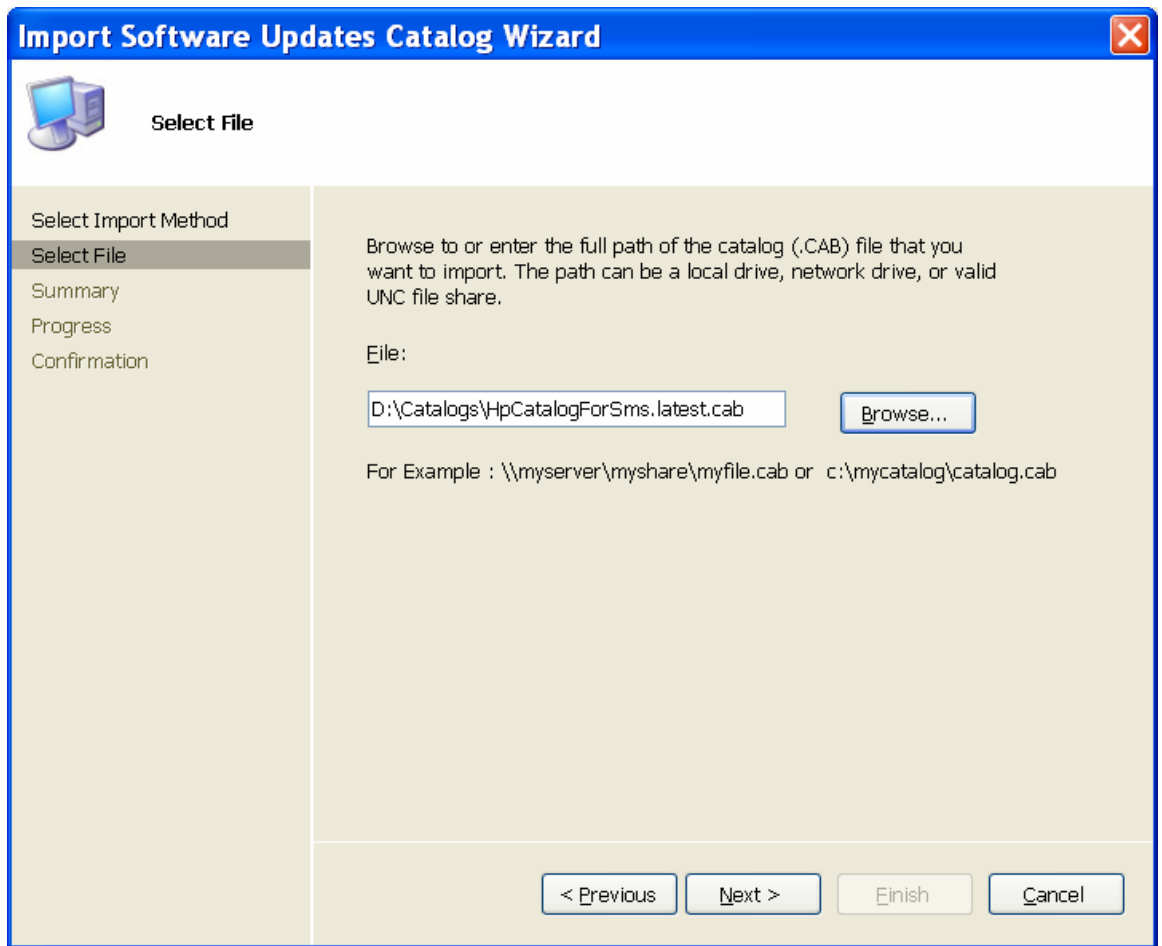 Import Software Updates Catalog Wizard
Select File
Select Import Method
Select File
Summary
Progress
Confirmation
Browse to or enter the full path of the catalog (.CAB) file that you
want to import. The path can be a local drive, network drive, or valid
UNC file share.
File:
D:\Catalogs\HpCatalogForSms.latest.cab
Browse...
For Example : \\myserver\myshare\myfile.cab or c:\mycatalog\catalog.cab
< Previous
Next >
Finish
Cancel